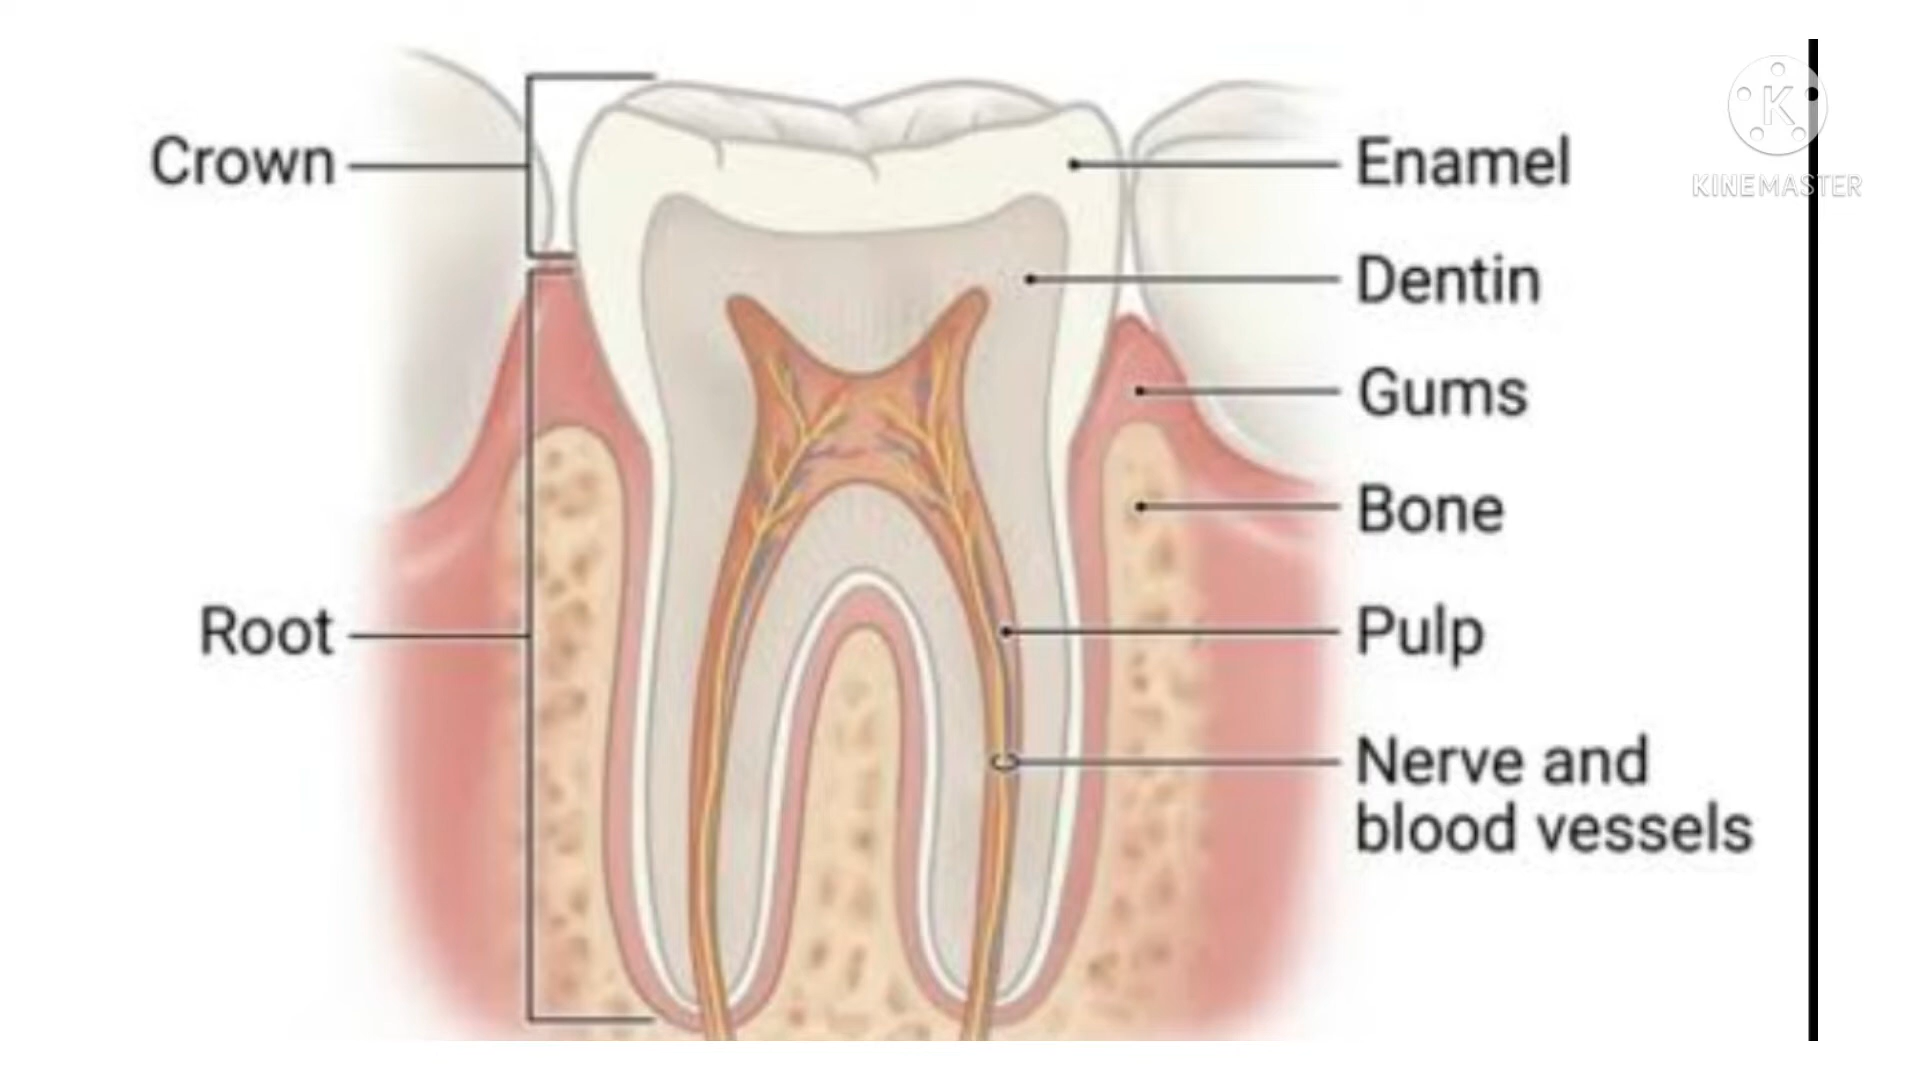 Crown
Root
Enamel
Dentin
Gums
Bone
Pulp
Nerve and
blood vessels
K
KINEMASTER